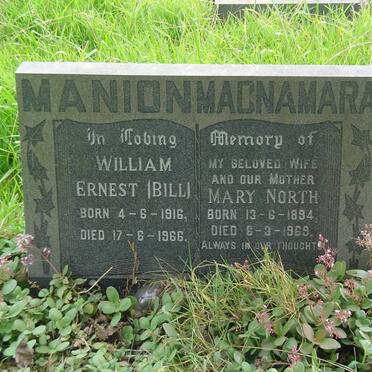 MANION MACNAMARA
In Loving Memory of
WILLIAM
ERNEST (BILL)
BORN 4-6-1916,
DIED 17-6-1966.
MY BELOVED WIFE
AND OUR MOTHER
MARY NORTH
BORN 13-6-1894,
DIED 8-3-1969.
ALWAYS IN OUR THOUGHTS